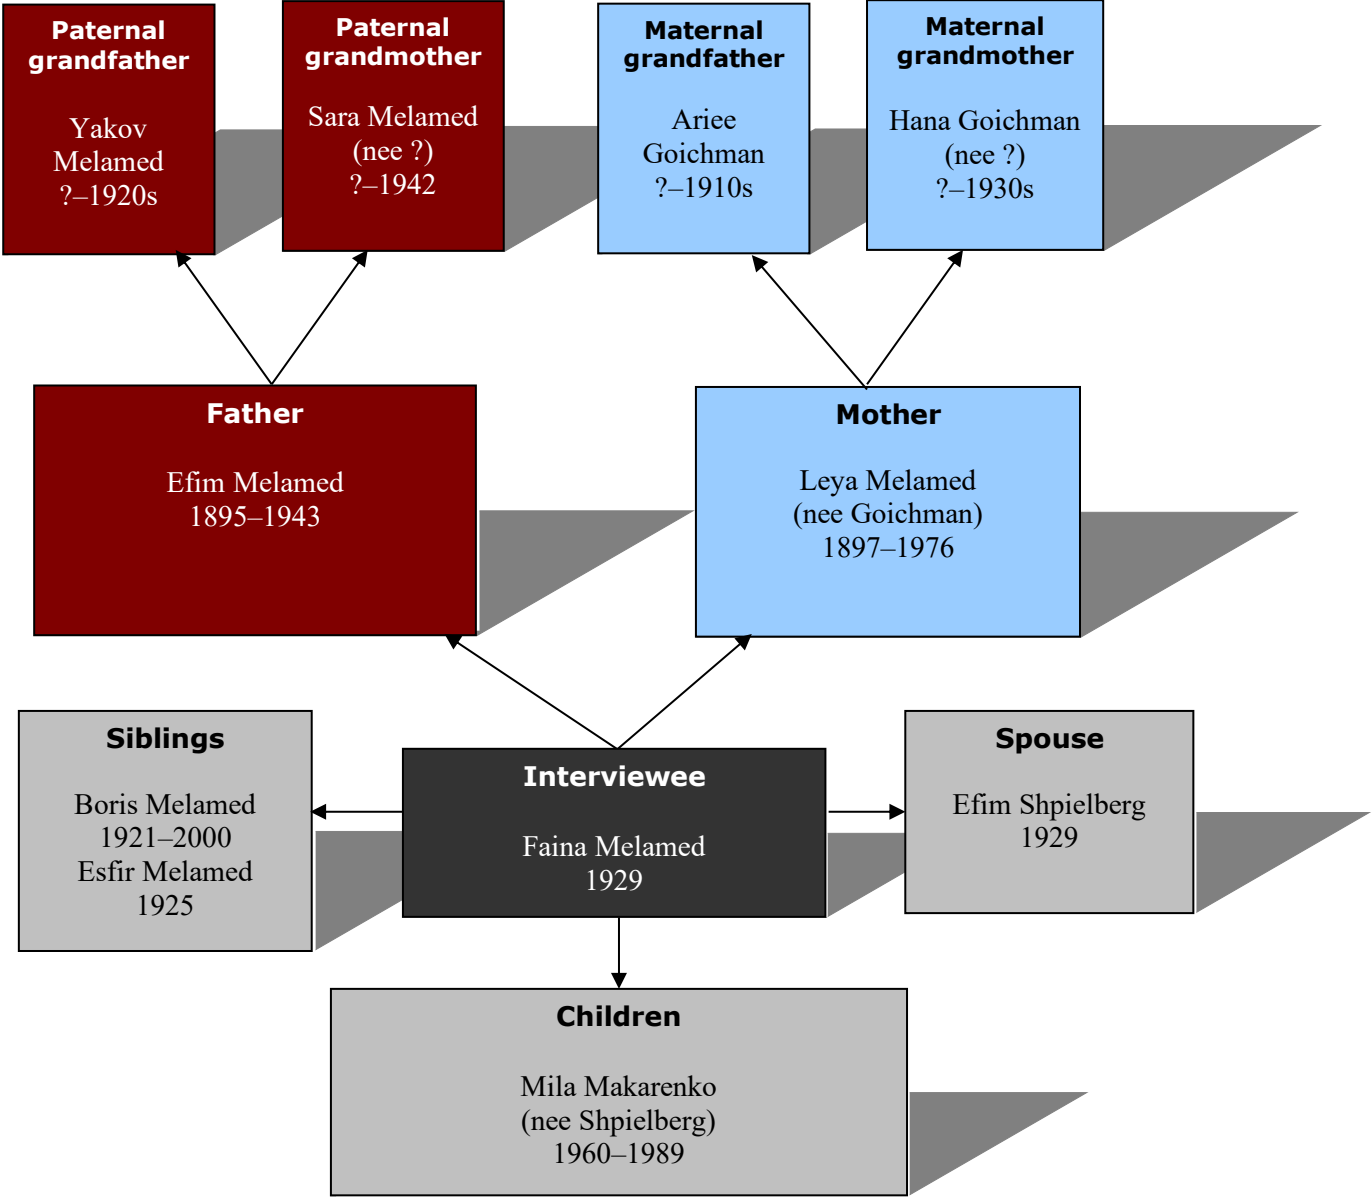 Paternal
grandfather
Yakov
Melamed
?–1920s
Paternal
grandmother
Sara Melamed
(nee ?)
?–1942
Maternal
grandfather
Ariee
Goichman
?–1910s
Maternal
grandmother
Hana Goichman
(nee ?)
?–1930s
Father
Efim Melamed
1895–1943
Mother
Leya Melamed
(nee Goichman)
1897–1976
Siblings
Boris Melamed
1921–2000
Esfir Melamed
1925
Interviewee
Faina Melamed
1929
Spouse
Efim Shpielberg
1929
Children
Mila Makarenko
(nee Shpielberg)
1960–1989